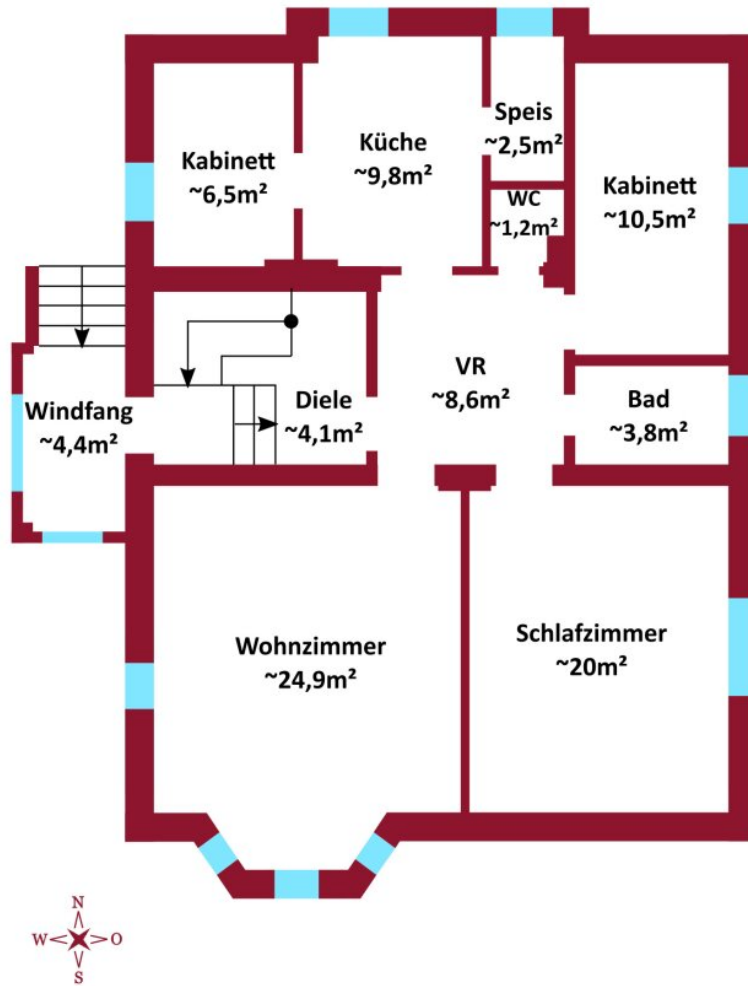 Speis
~2,5m²
Küche
~9,8m²
Kabinett
~6,5m²
Kabinett
~10,5m²
WC
~1,2m²
VR
~8,6m²
Diele
~4,1m²
Windfang
~4,4m²
Bad
~3,8m²
Wohnzimmer
~24,9m²
Schlafzimmer
~20m²
N
W O
S